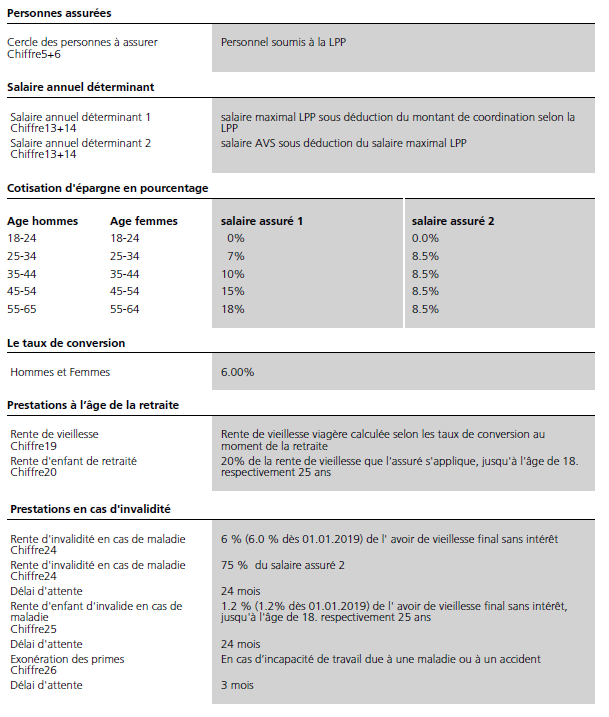 Personnes assurées
Cercle des personnes à assurer Personnel soumis à la LPP
Chiffre5+6
Salaire annuel déterminant
Salaire annuel déterminant 1 salaire maximal LPP sous déduction du montant de coordination selon la
Chiffre13+14 LPP
Salaire annuel déterminant 2 salaire AVS sous déduction du salaire maximal LPP
Chiffre13+14
Cotisation d'épargne en pourcentage
Age hommes Age femmes salaire assuré 1 salaire assuré 2
18-24 18-24 0% 0.0%
25-34 25-34 7% 8.5%
35-44 35-44 10% 8.5%
45-54 45-54 15% 8.5%
55-65 55-64 18% 8.5%
Le taux de conversion
Hommes et Femmes 6.00%
Prestations à l’âge de la retraite
Rente de vieillesse Rente de vieillesse viagère calculée selon les taux de conversion au
Chiffre19 moment de la retraite
Rente d'enfant de retraité 20% de la rente de vieillesse que l'assuré s'applique, jusqu'à l'âge de 18.
Chiffre20 respectivement 25 ans
Prestations en cas d'invalidité
Rente d'invalidité en cas de maladie 6 % (6.0 % dès 01.01.2019) de l' avoir de vieillesse final sans intérêt
Chiffre24
Rente d'invalidité en cas de maladie 75 % du salaire assuré 2
Chiffre24
Délai d'attente 24 mois
Rente d'enfant d'invalide en cas de 1.2 % (1.2% dès 01.01.2019) de l' avoir de vieillesse final sans intérêt,
maladie jusqu'à l'âge de 18. respectivement 25 ans
Chiffre25
Délai d'attente 24 mois
Exonération des primes En cas d’incapacité de travail due à une maladie ou à un accident
Chiffre26
Délai d'attente 3 mois